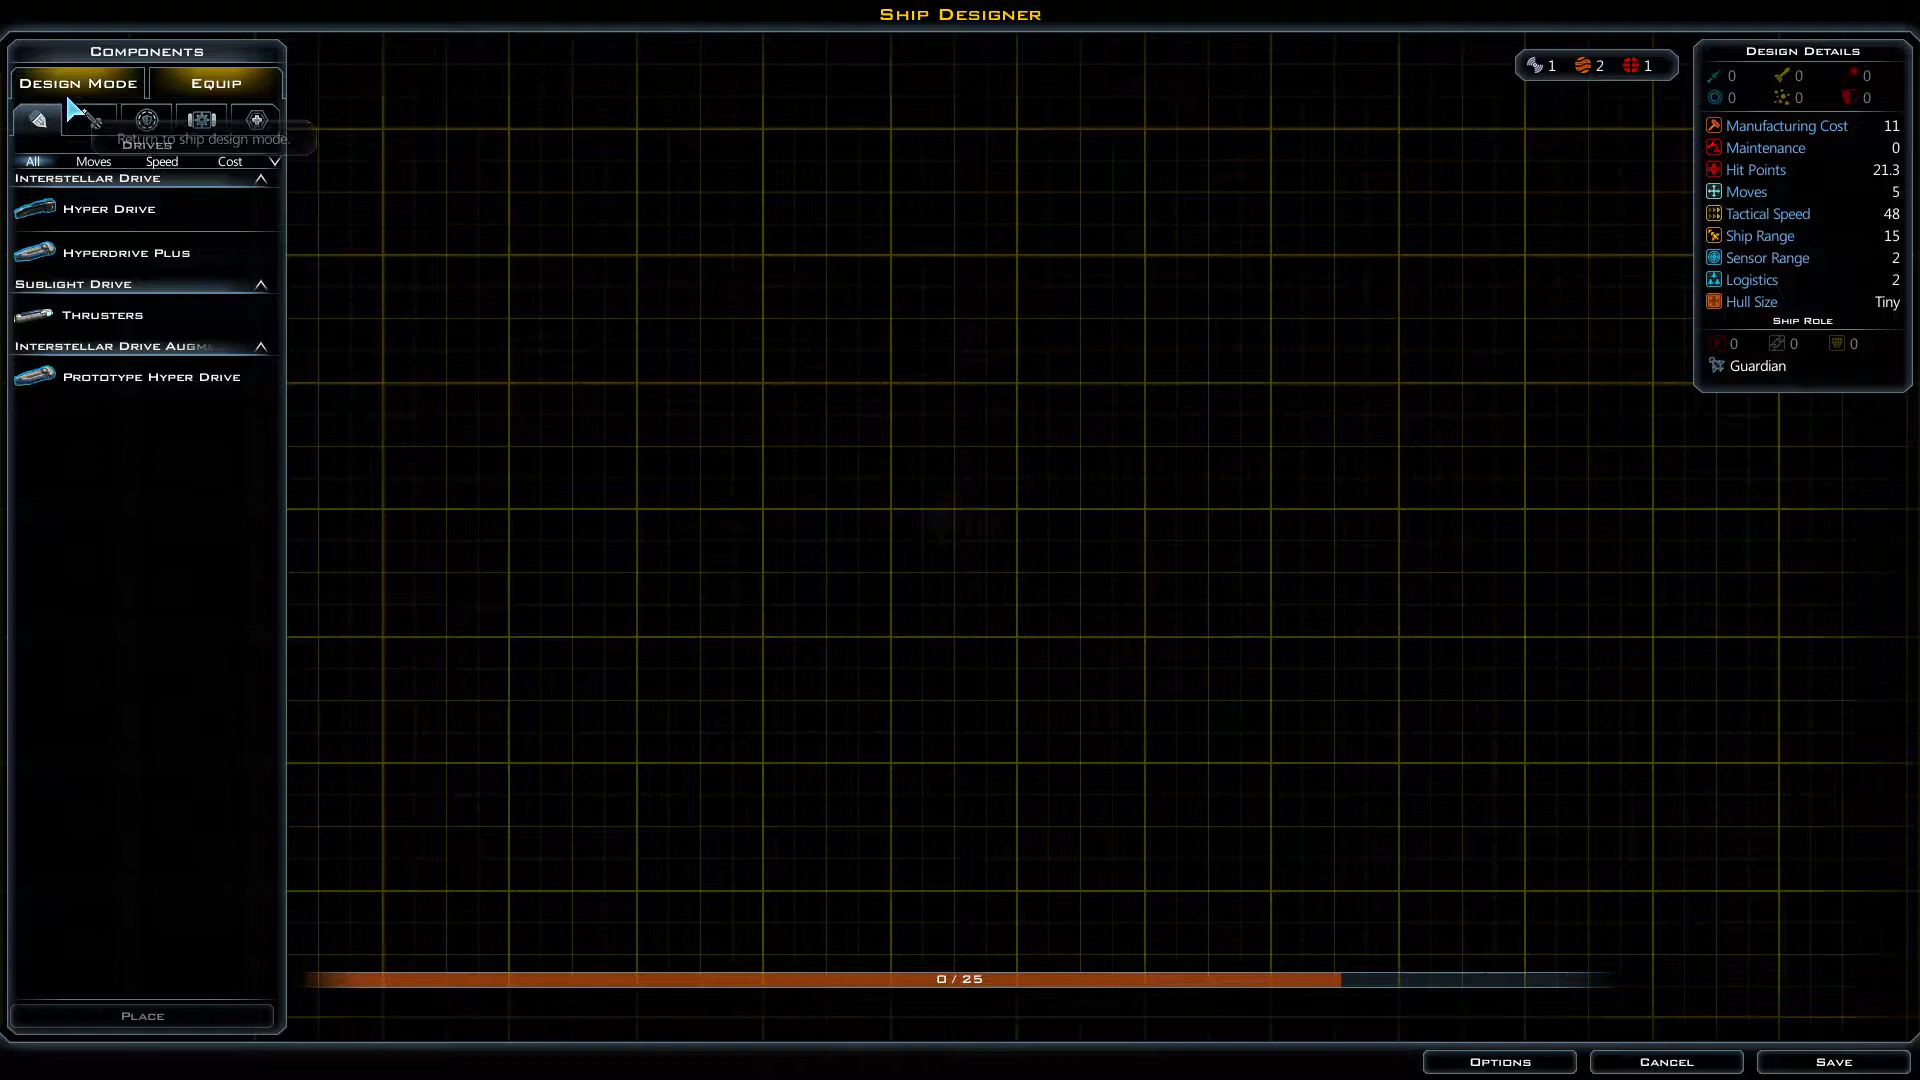 Ship Designer
Components
Design Mode
Equip
Return to ship design mode.
Drives
All Moves Speed Cost
Interstellar Drive
Hyper Drive
Hyperdrive Plus
Sublight Drive
Thrusters
Interstellar Drive Augm
Prototype Hyper Drive
Place
1 2 1
Design Details
0 0 0
0 0 0
Manufacturing Cost 11
Maintenance 0
Hit Points 21.3
Moves 5
Tactical Speed 48
Ship Range 15
Sensor Range 2
Logistics 2
Hull Size Tiny
Ship Role
0 0 0
Guardian
0 / 25
Options
Cancel
Save